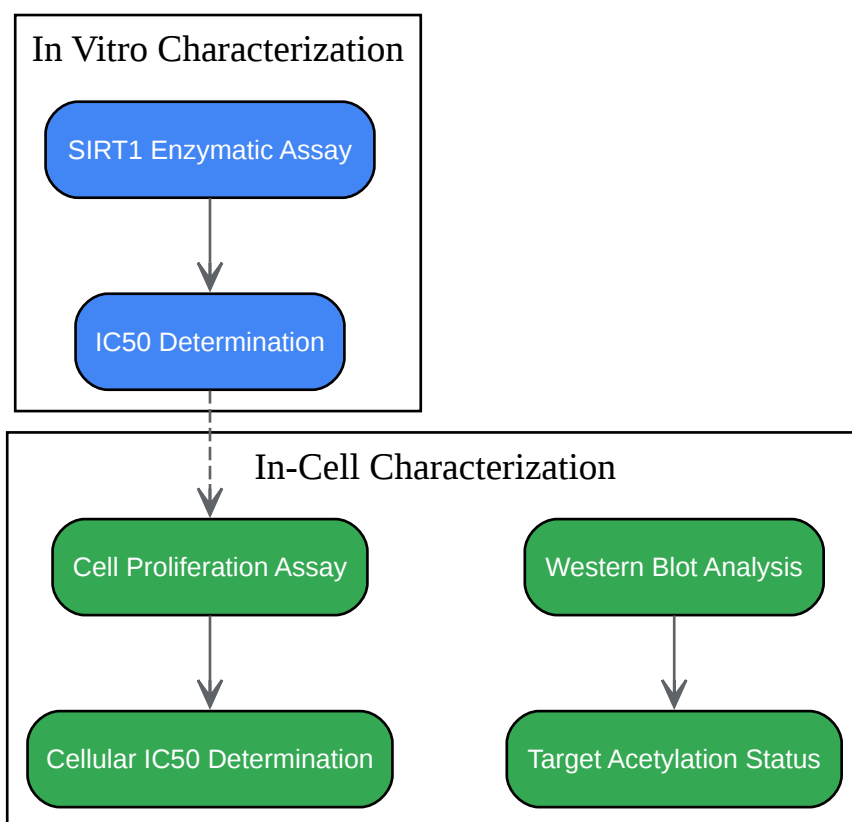 In Vitro Characterization
SIRT1 Enzymatic Assay
IC50 Determination
In-Cell Characterization
Cell Proliferation Assay
Western Blot Analysis
Cellular IC50 Determination
Target Acetylation Status